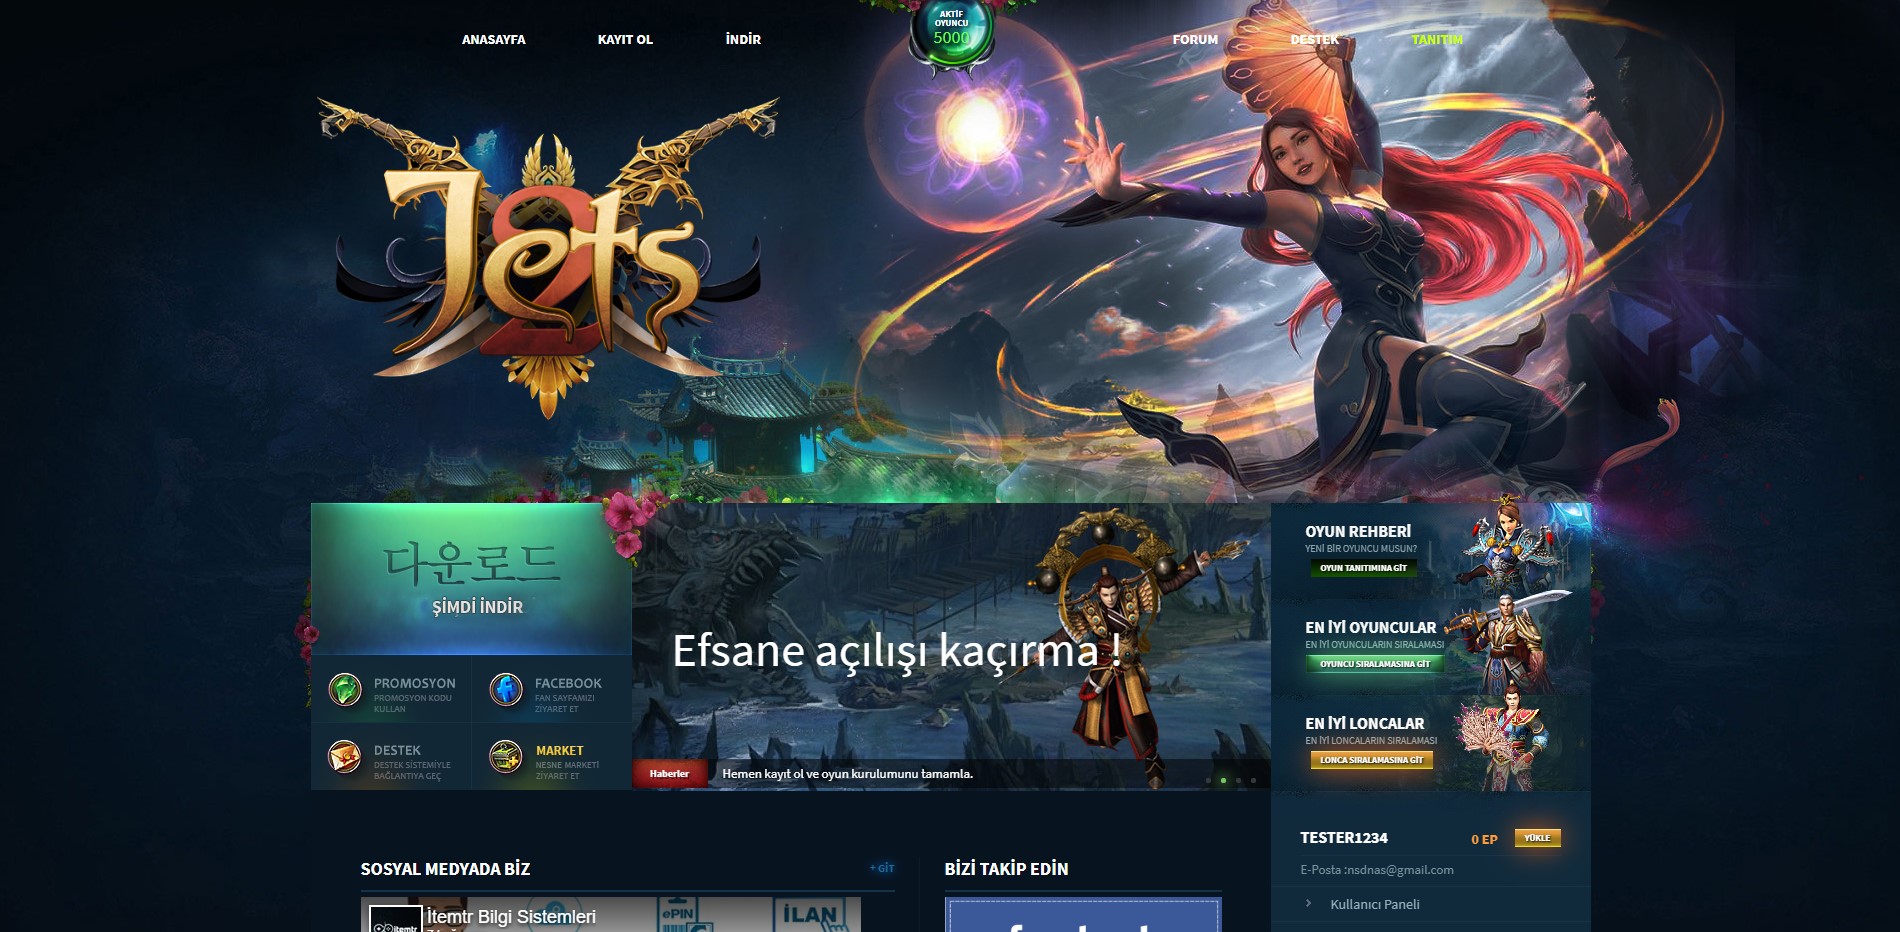 ANASAYFA
KAYIT OL
İNDİR
AKTİF
OYUNCU
5000
FORUM
DESTEK
TANITIM
Jets
2
다운로드
ŞİMDİ İNDİR
PROMOSYON
PROMOSYON KODU
KULLAN
FACEBOOK
FAN SAYFAMIZI
ZİYARET ET
DESTEK
DESTEK SİSTEMİYLE
BAĞLANTIYA GEÇ
MARKET
NESNE MARKETİ
ZİYARET ET
Efsane açılışı kaçırma !
Haberler
Hemen kayıt ol ve oyun kurulumunu tamamla.
OYUN REHBERİ
YENİ BİR OYUNCU MUSUN?
OYUN TANITIMINA GİT
EN İYİ OYUNCULAR
EN İYİ OYUNCULARIN SIRALAMASI
OYUNCU SIRALAMASINA GİT
EN İYİ LONCALAR
EN İYİ LONCALARIN SIRALAMASI
LONCA SIRALAMASINA GİT
TESTER1234
0 EP
YÜKLE
E-Posta :nsdnas@gmail.com
Kullanıcı Paneli
SOSYAL MEDYADA BİZ
+ GİT
İtemtr Bilgi Sistemleri
itemtr
ePIN
İLAN
BİZİ TAKİP EDİN